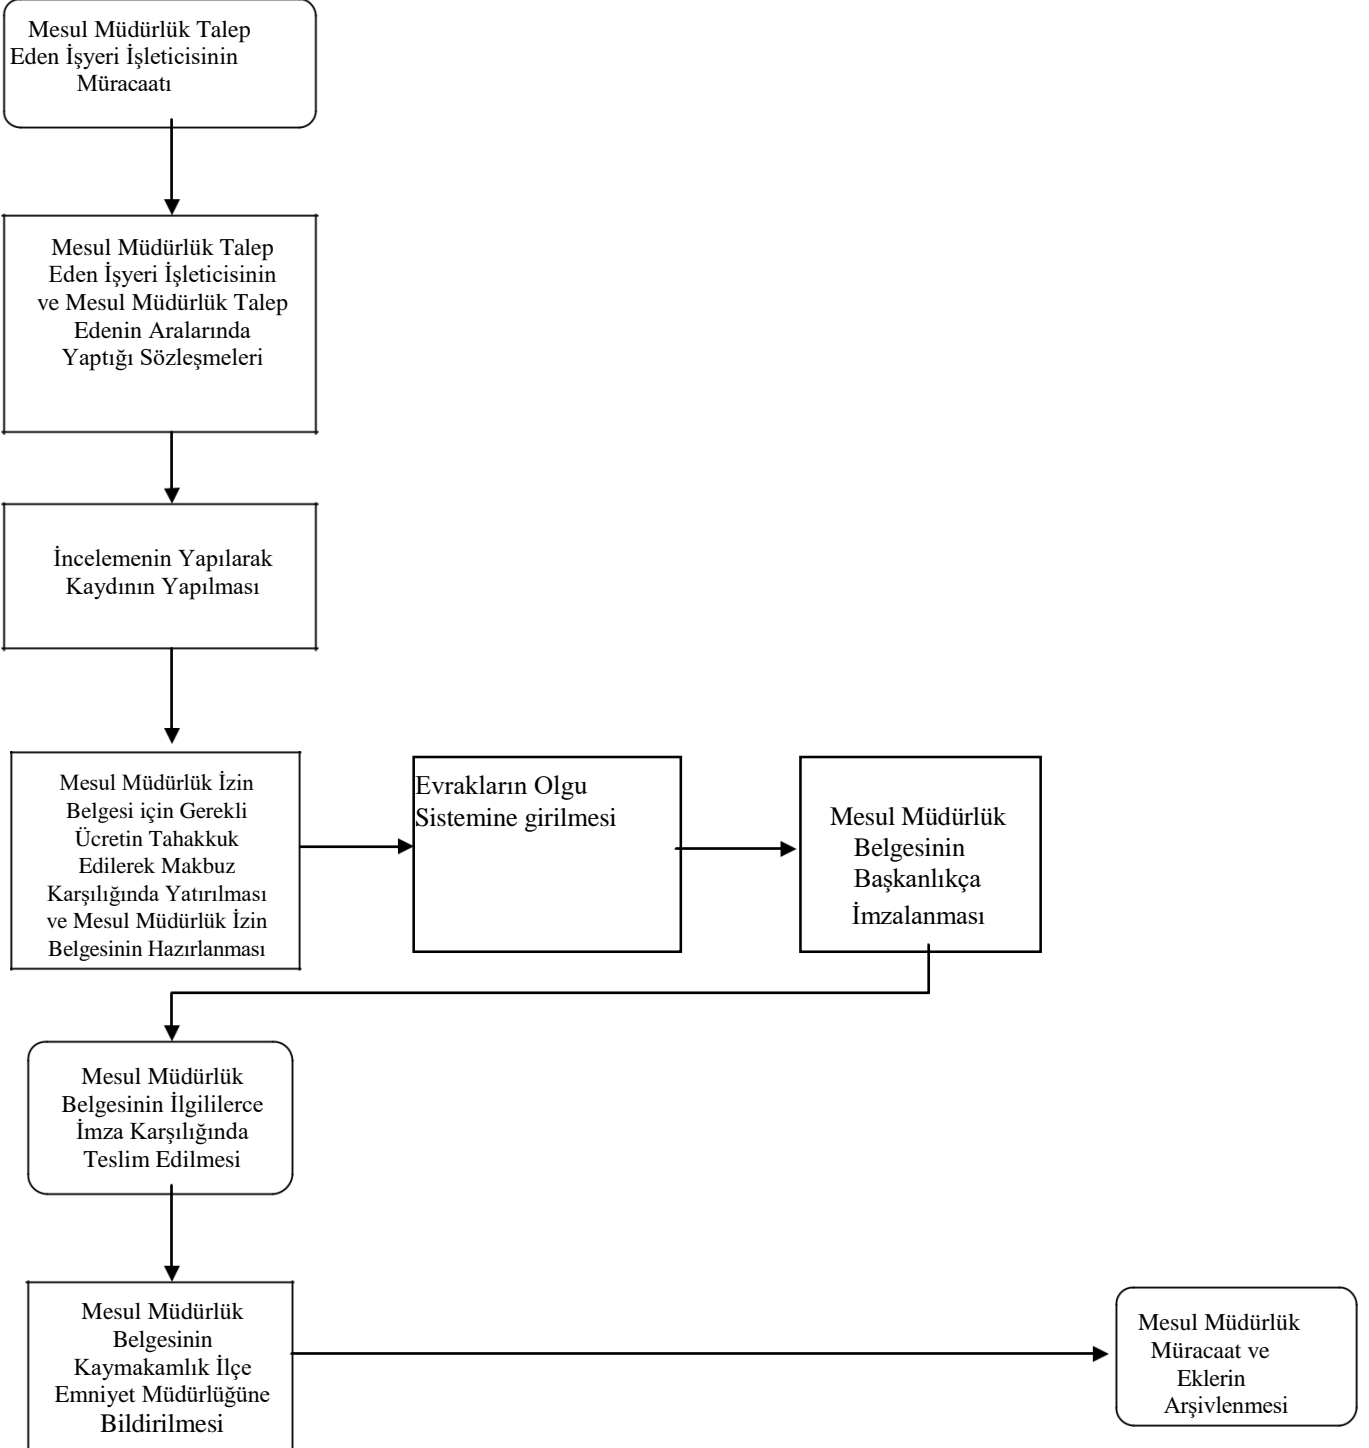 Mesul Müdürlük Talep
Eden İşyeri İşleticisinin
Müracaatı
Mesul Müdürlük Talep
Eden İşyeri İşleticisinin
ve Mesul Müdürlük Talep
Edenin Aralarında
Yaptığı Sözleşmeleri
İncelemenin Yapılarak
Kaydının Yapılması
Mesul Müdürlük İzin
Belgesi için Gerekli
Ücretin Tahakkuk
Edilerek Makbuz
Karşılığında Yatırılması
ve Mesul Müdürlük İzin
Belgesinin Hazırlanması
Evrakların Olgu
Sistemine girilmesi
Mesul Müdürlük
Belgesinin
Başkanlıkça
İmzalanması
Mesul Müdürlük
Belgesinin İlgililerce
İmza Karşılığında
Teslim Edilmesi
Mesul Müdürlük
Belgesinin
Kaymakamlık İlçe
Emniyet Müdürlüğüne
Bildirilmesi
Mesul Müdürlük
Müracaat ve
Eklerin
Arşivlenmesi